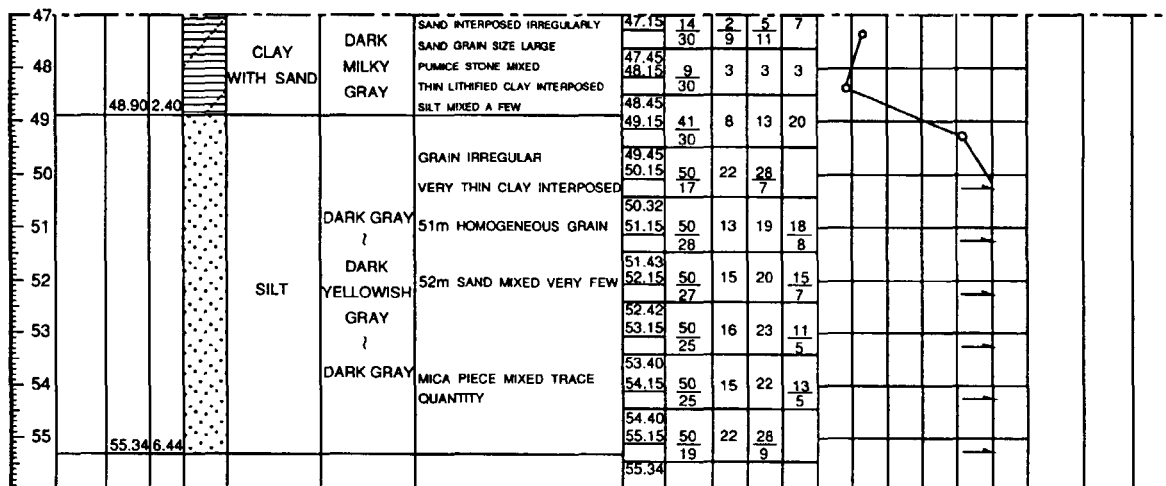 47
48
49
50
51
52
53
54
55
48.90 2.40
55.34 6.44
CLAY
WITH SAND
SILT
DARK
MILKY
GRAY
DARK GRAY
~
DARK
YELLOWISH
GRAY
~
DARK GRAY
SAND INTERPOSED IRREGULARLY
SAND GRAIN SIZE LARGE
PUMICE STONE MIXED
THIN LITHIFIED CLAY INTERPOSED
SILT MIXED A FEW
GRAIN IRREGULAR
VERY THIN CLAY INTERPOSED
51m HOMOGENEOUS GRAIN
52m SAND MIXED VERY FEW
MICA PIECE MIXED TRACE
QUANTITY
47.15 14/30 2/9 5/11 7
47.45
48.15 9/30 3 3 3
48.45
49.15 41/30 8 13 20
49.45
50.15 50/17 22 28/7
50.32
51.15 50/28 13 19 18/8
51.43
52.15 50/27 15 20 15/7
52.42
53.15 50/25 16 23 11/5
53.40
54.15 50/25 15 22 13/5
54.40
55.15 50/19 22 28/9
55.34